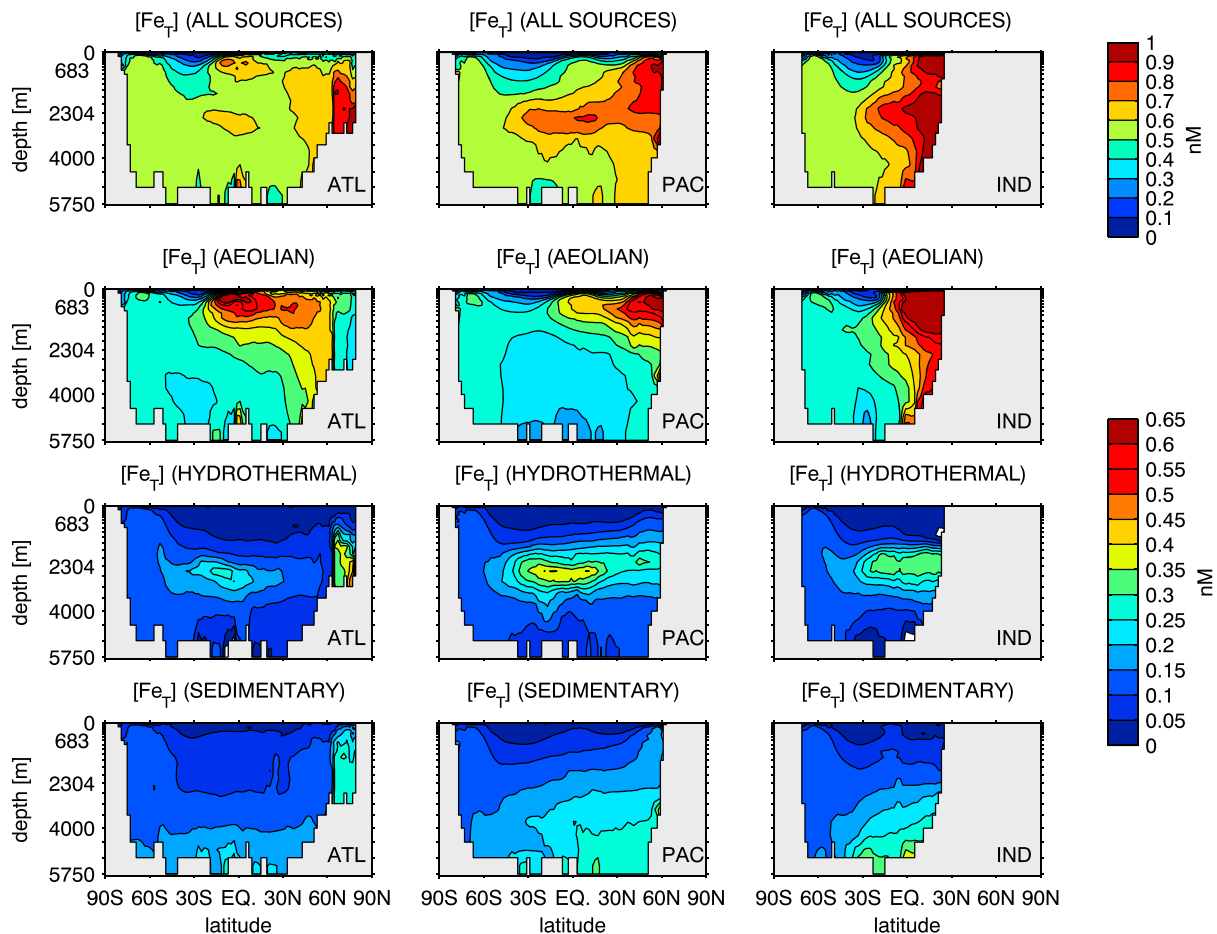 [FeT] (ALL SOURCES) [FeT] (ALL SOURCES) [FeT] (ALL SOURCES)
depth [m]
0
683
2304
4000
5750
ATL PAC IND
1
0.9
0.8
0.7
0.6
0.5
0.4
0.3
0.2
0.1
0
nM
[FeT] (AEOLIAN) [FeT] (AEOLIAN) [FeT] (AEOLIAN)
depth [m]
0
683
2304
4000
5750
ATL PAC IND
[FeT] (HYDROTHERMAL) [FeT] (HYDROTHERMAL) [FeT] (HYDROTHERMAL)
depth [m]
0
683
2304
4000
5750
ATL PAC IND
0.65
0.6
0.55
0.5
0.45
0.4
0.35
0.3
0.25
0.2
0.15
0.1
0.05
0
nM
[FeT] (SEDIMENTARY) [FeT] (SEDIMENTARY) [FeT] (SEDIMENTARY)
depth [m]
0
683
2304
4000
5750
ATL PAC IND
90S 60S 30S EQ. 30N 60N 90N 90S 60S 30S EQ. 30N 60N 90N 90S 60S 30S EQ. 30N 60N 90N
latitude latitude latitude